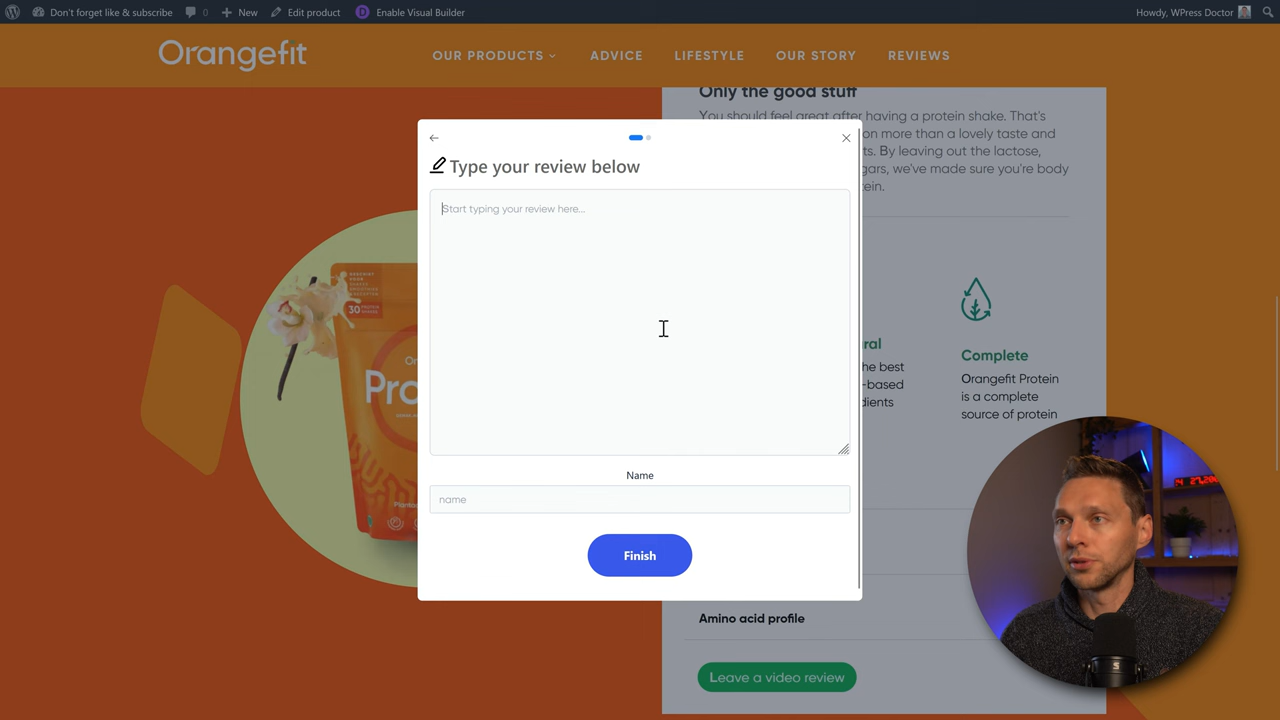 Don't forget like & subscribe 0 New Edit product Enable Visual Builder Howdy, WPress Doctor
Orangefit OUR PRODUCTS ADVICE LIFESTYLE OUR STORY REVIEWS
Only the good stuff
You should feel great after having a protein shake. That's
on more than a lovely taste and
ts. By leaving out the lactose,
gars, we've made sure you're body
ein.
Type your review below
Start typing your review here...
Name
name
Finish
30
Pro
ral
he best
-based
dients
Complete
Orangefit Protein
is a complete
source of protein
Amino acid profile
Leave a video review